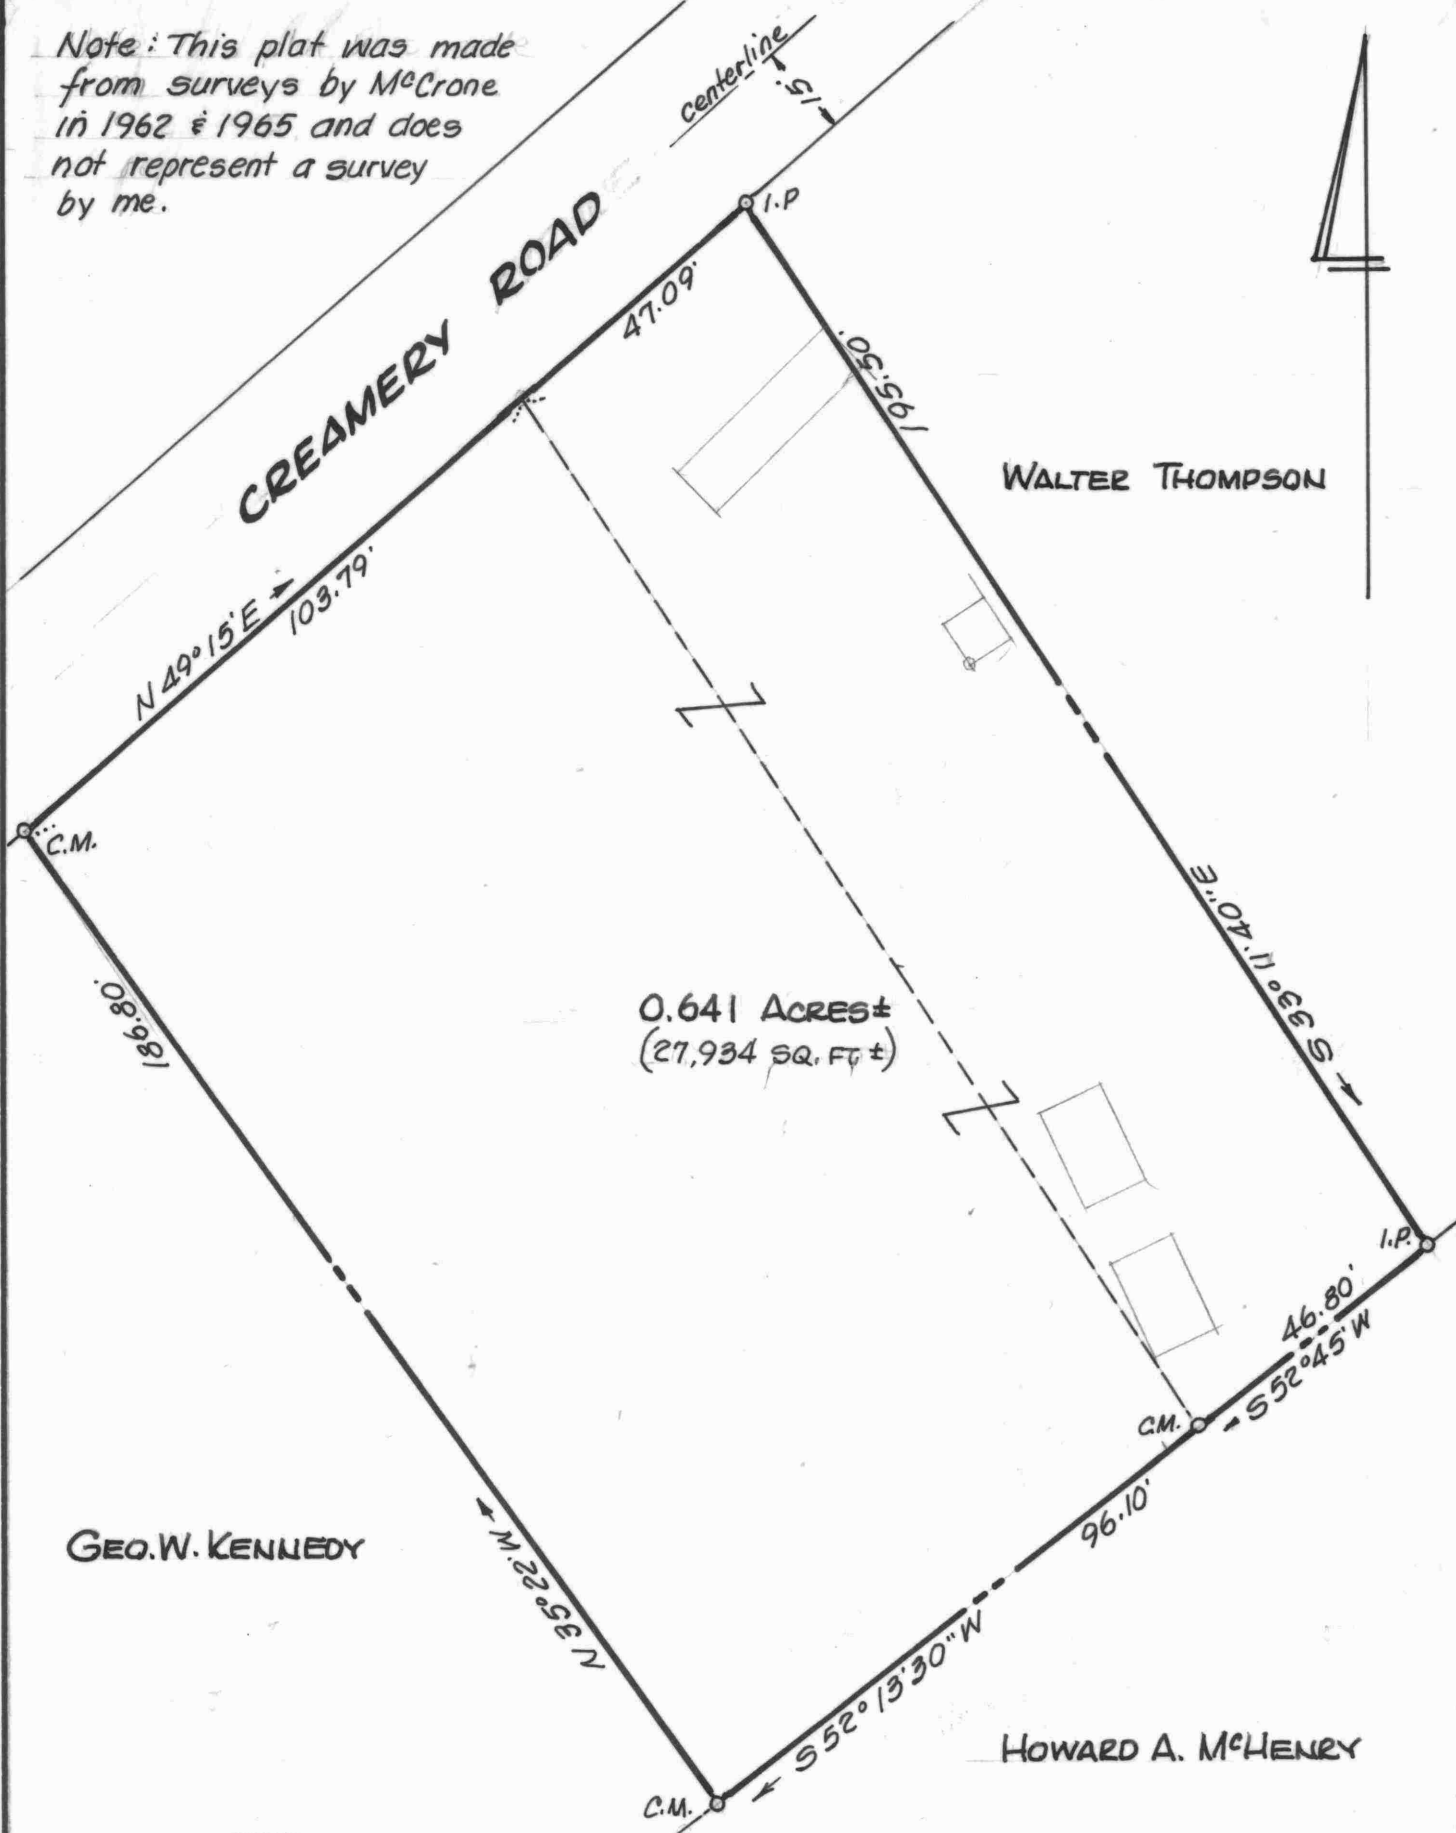 Note: This plat was made
from surveys by McCrone
in 1962 & 1965 and does
not represent a survey
by me.
centerline
15.'
I.P
CREAMERY ROAD
47.09'
195.50'
WALTER THOMPSON
N 49° 15' E
103.79'
C.M.
S 33° 11' 40" E
186.80'
0.641 ACRES±
(27,934 SQ. FT ±)
I.P.
46.80'
S 52° 45' W
C.M.
96.10'
GEO. W. KENNEDY
N 35° 22' W
S 52° 13' 30" W
HOWARD A. McHENRY
C.M.